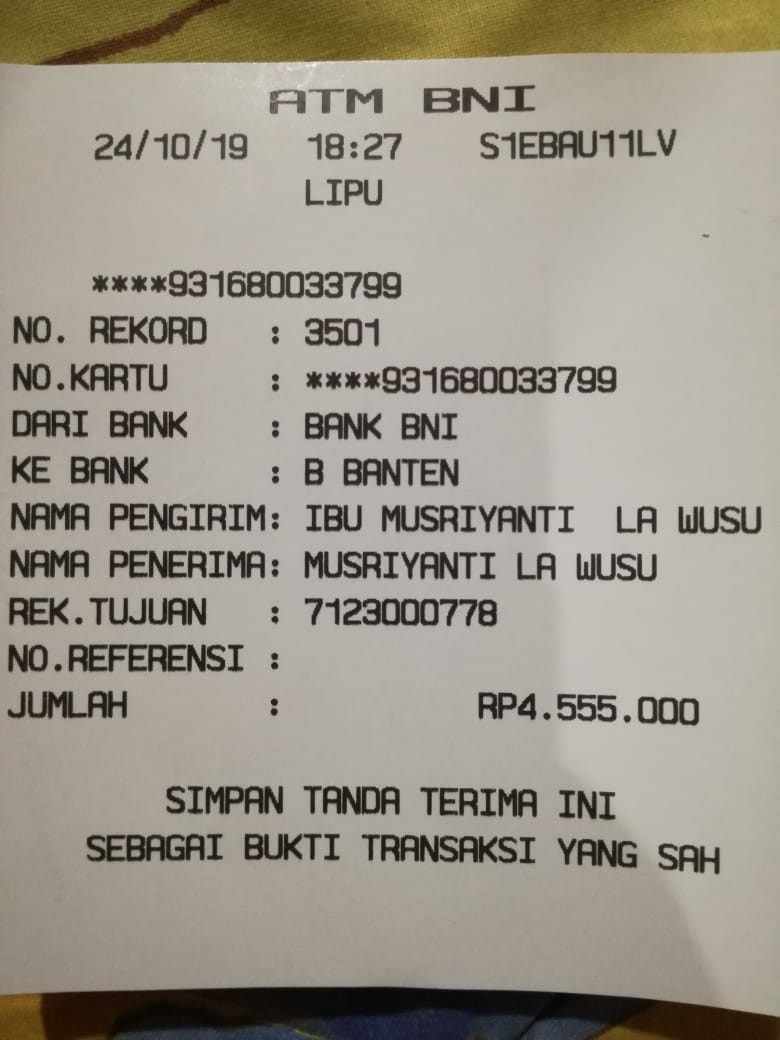 ATM BNI
24/10/19 18:27 S1EBAU11LV
LIPU
****931680033799
NO. REKORD : 3501
NO.KARTU : ****931680033799
DARI BANK : BANK BNI
KE BANK : B BANTEN
NAMA PENGIRIM: IBU MUSRIYANTI LA WUSU
NAMA PENERIMA: MUSRIYANTI LA WUSU
REK.TUJUAN : 7123000778
NO.REFERENSI :
JUMLAH : RP4.555.000
SIMPAN TANDA TERIMA INI
SEBAGAI BUKTI TRANSAKSI YANG SAH